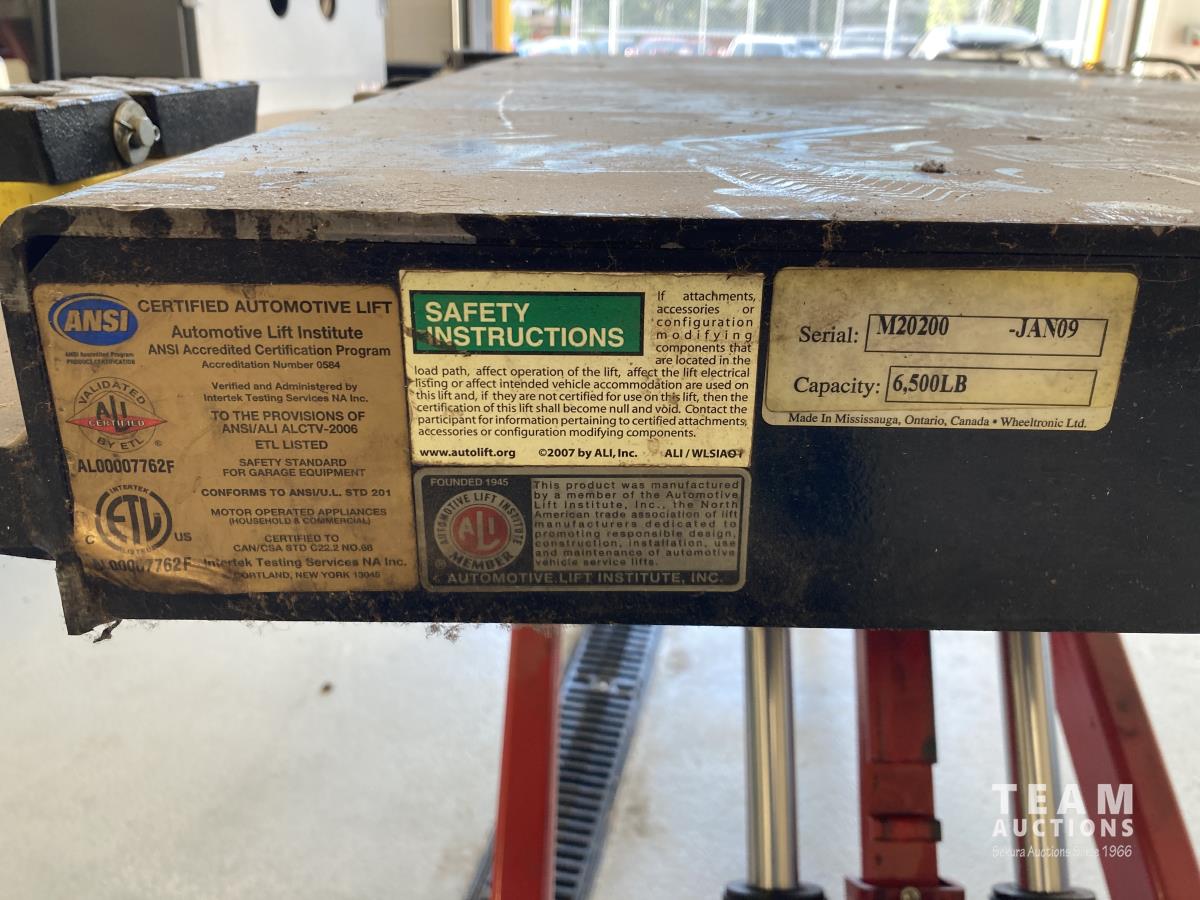 ANSI
ANSI Accredited Program
PRODUCT CERTIFICATION
CERTIFIED AUTOMOTIVE LIFT
Automotive Lift Institute
ANSI Accredited Certification Program
Accreditation Number 0584
Verified and Administered by
Intertek Testing Services NA Inc.
TO THE PROVISIONS OF
ANSI/ALI ALCTV-2006
ETL LISTED
VALIDATED
ALI
CERTIFIED
BY ETL
®
AL00007762F
SAFETY STANDARD
FOR GARAGE EQUIPMENT
CONFORMS TO ANSI/U.L. STD 201
MOTOR OPERATED APPLIANCES
(HOUSEHOLD & COMMERCIAL)
CERTIFIED TO
CAN/CSA STD C22.2 NO.68
Intertek Testing Services NA Inc.
CORTLAND, NEW YORK 13045
INTERTEK
ETL
C US
AL00007762F
SAFETY
INSTRUCTIONS
If attachments,
accessories or
configuration
modifying
components that
are located in the
load path, affect operation of the lift, affect the lift electrical
listing or affect intended vehicle accommodation are used on
this lift and, if they are not certified for use on this lift, then the
certification of this lift shall become null and void. Contact the
participant for information pertaining to certified attachments,
accessories or configuration modifying components.
www.autolift.org ©2007 by ALI, Inc. ALI / WLSIA01
FOUNDED 1945
AUTOMOTIVE LIFT INSTITUTE
ALI
MEMBER
®
This product was manufactured
by a member of the Automotive
Lift Institute, Inc., the North
American trade association of lift
manufacturers dedicated to
promoting responsible design,
construction, installation, use
and maintenance of automotive
vehicle service lifts.
AUTOMOTIVE LIFT INSTITUTE, INC.
Serial: M20200 -JAN09
Capacity: 6,500LB
Made In Mississauga, Ontario, Canada • Wheeltronic Ltd.
TEAM
AUCTIONS
Sekura Auctions Since 1966